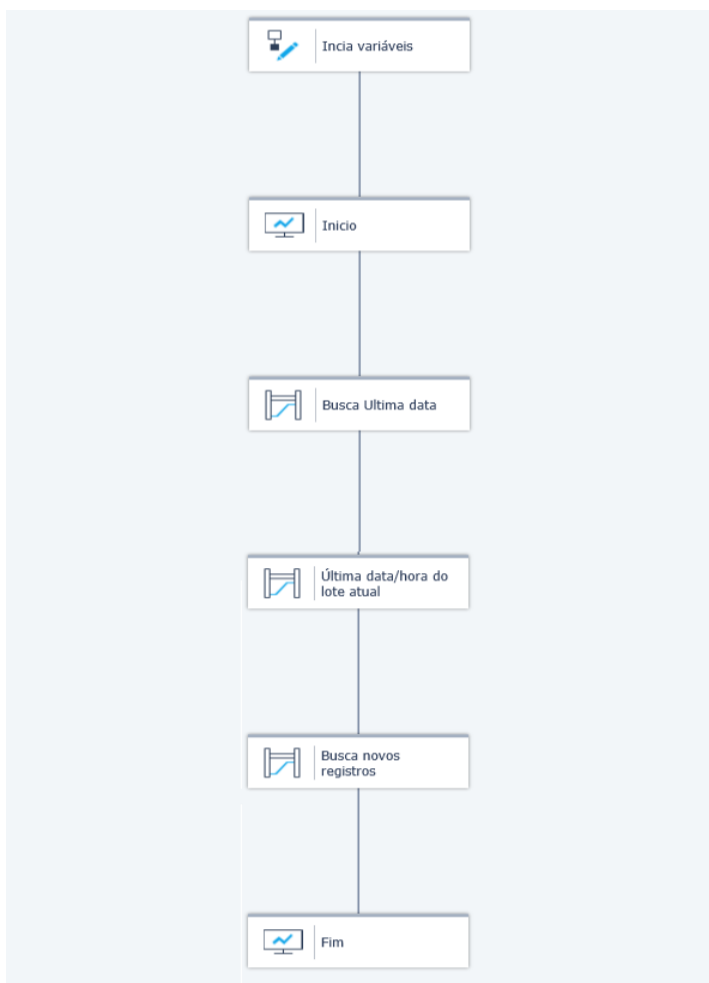 Incia variáveis
Inicio
Busca Ultima data
Última data/hora do
lote atual
Busca novos
registros
Fim